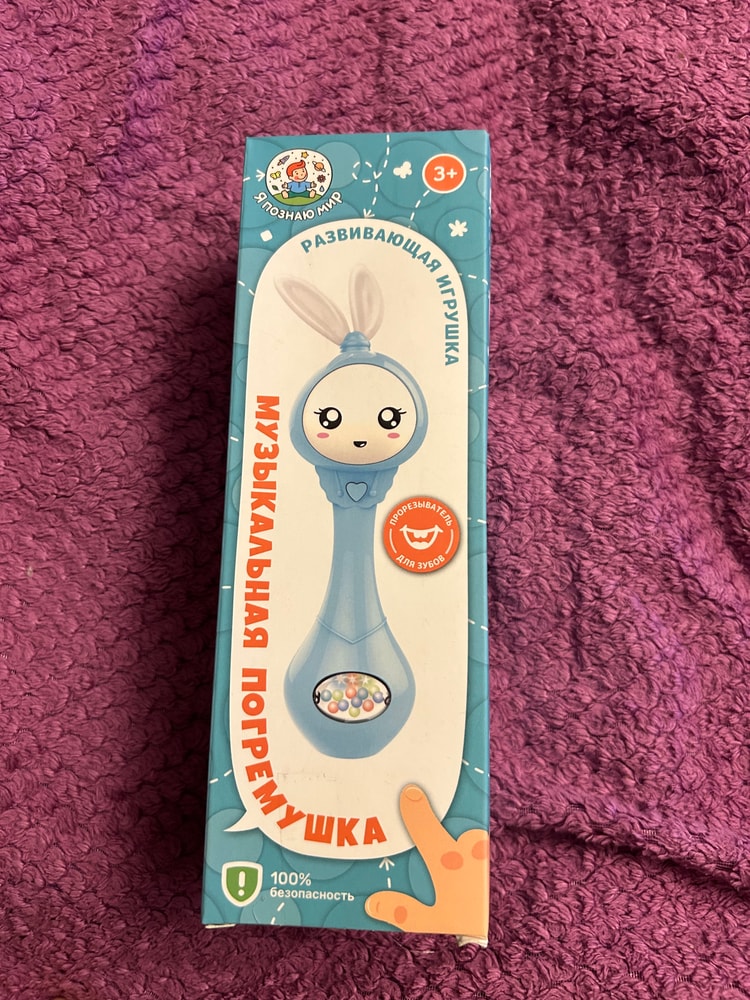 Я ПОЗНАЮ МИР
3+
РАЗВИВАЮЩАЯ ИГРУШКА
МУЗЫКАЛЬНАЯ ПОГРЕМУШКА
ПРОРЕЗЫВАТЕЛЬ
ДЛЯ ЗУБОВ
100%
безопасность